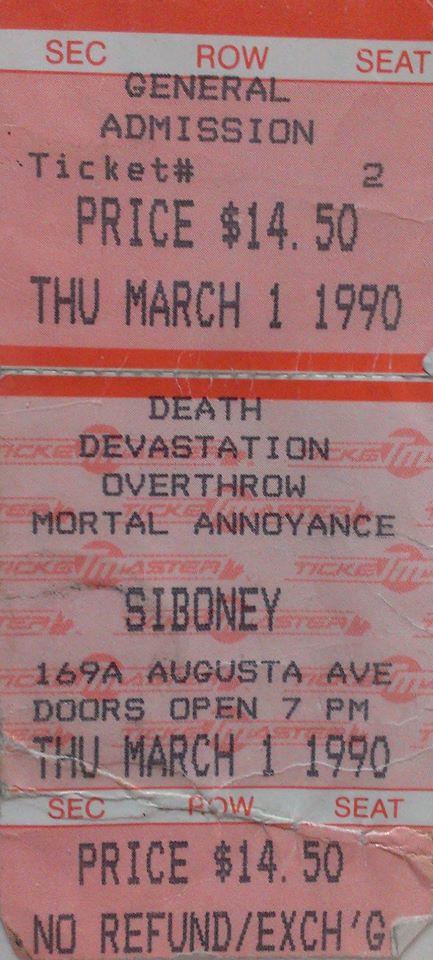 SEC ROW SEAT
GENERAL
ADMISSION
Ticket# 2
PRICE $14.50
THU MARCH 1 1990
DEATH
DEVASTATION
OVERTHROW
MORTAL ANNOYANCE
SIBONEY
169A AUGUSTA AVE
DOORS OPEN 7 PM
THU MARCH 1 1990
SEC ROW SEAT
PRICE $14.50
NO REFUND/EXCH'G